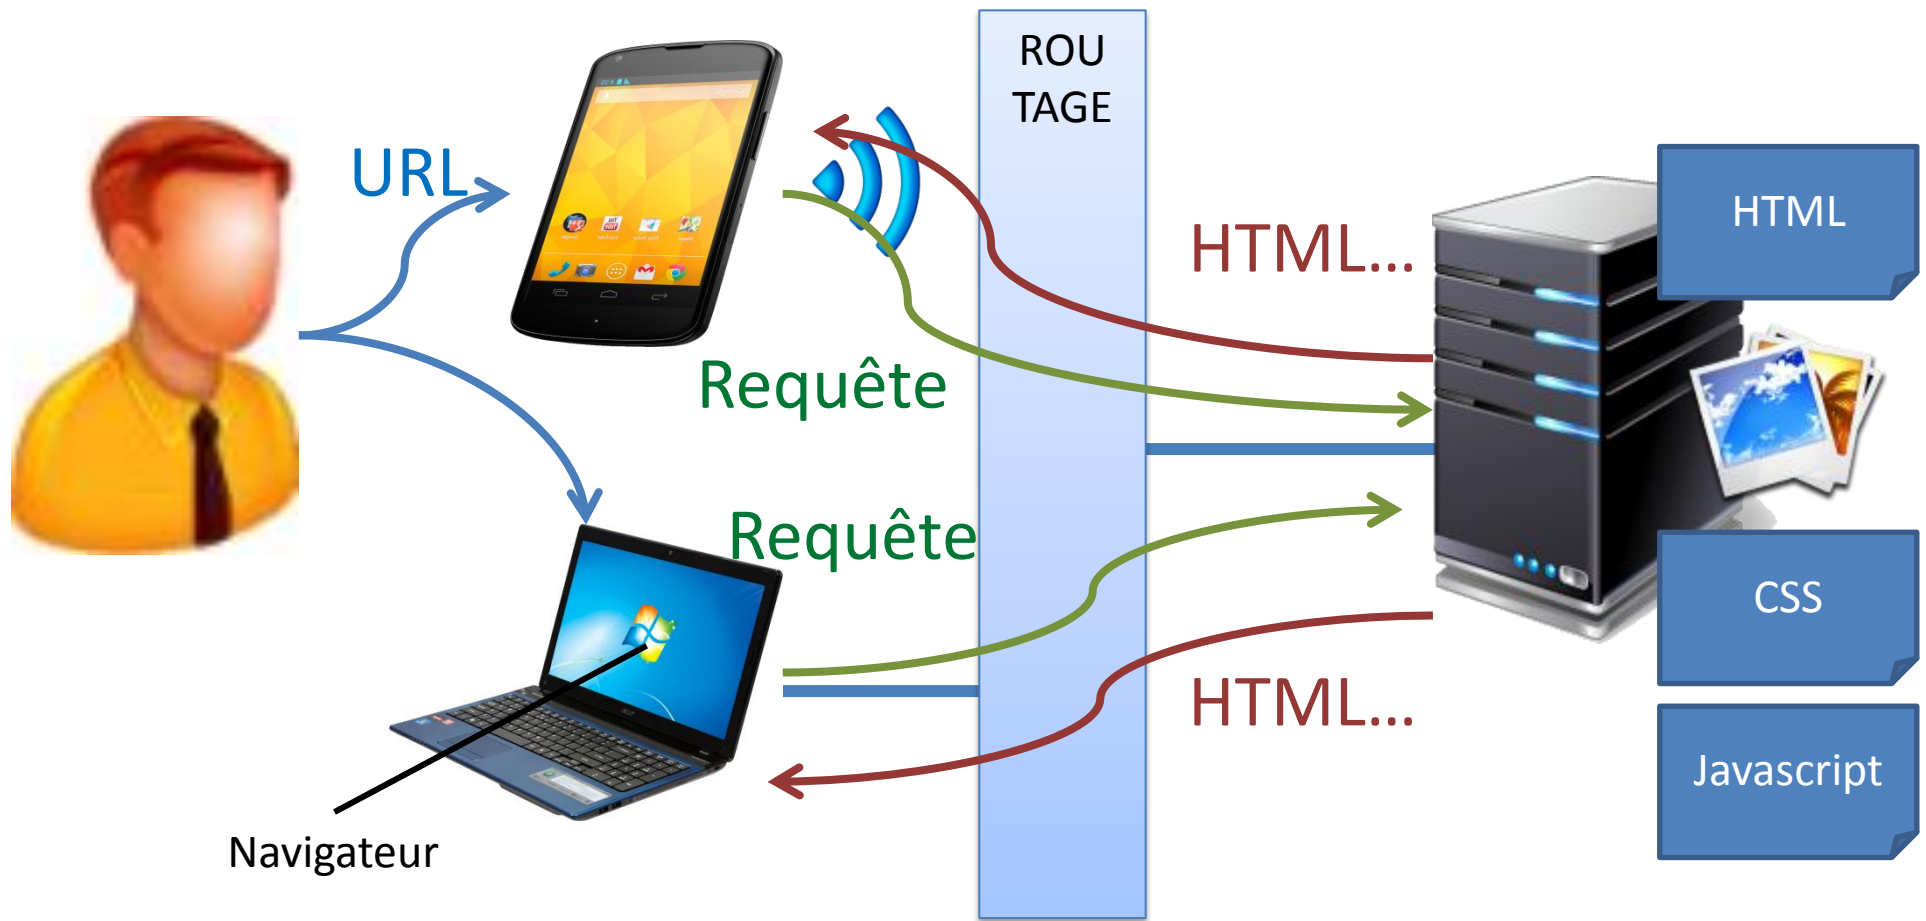 ROU
TAGE
URL
HTML
HTML...
Requête
Requête
CSS
HTML...
Javascript
Navigateur